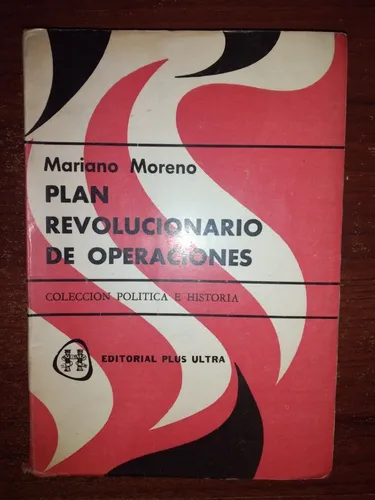 Mariano Moreno
PLAN
REVOLUCIONARIO
DE OPERACIONES
COLECCION POLITICA E HISTORIA
EDITORIAL PLUS ULTRA